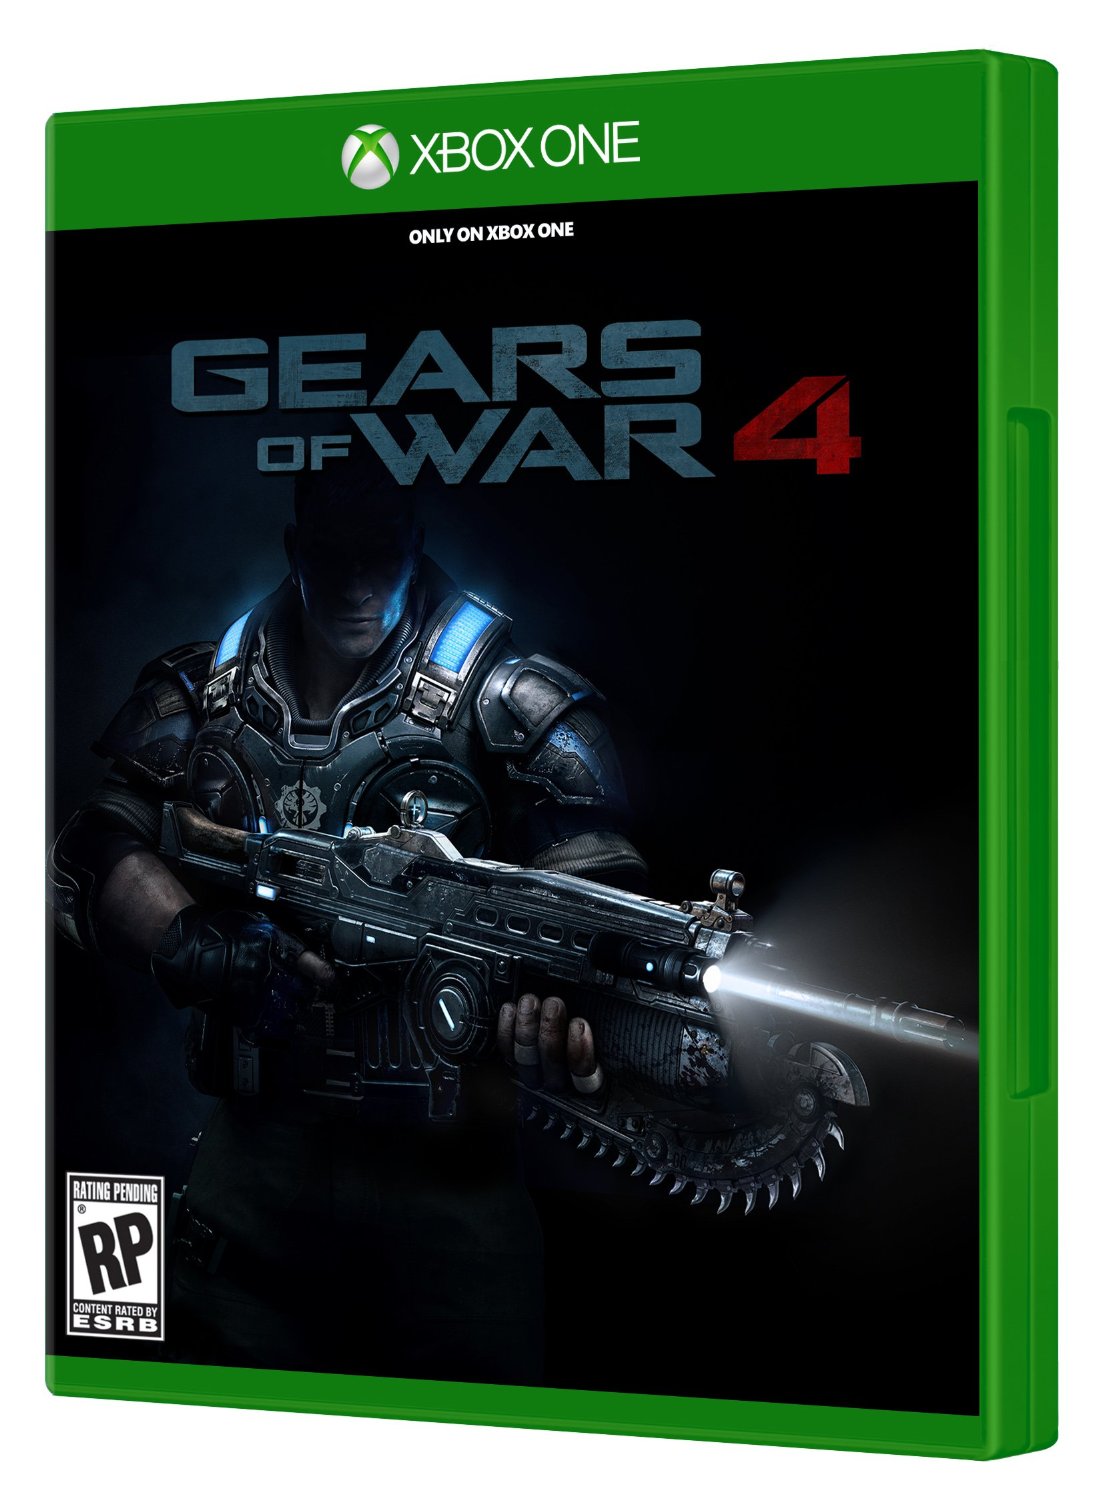 XBOX ONE
ONLY ON XBOX ONE
GEARS
OF WAR 4
RATING PENDING
RP
®
CONTENT RATED BY
ESRB